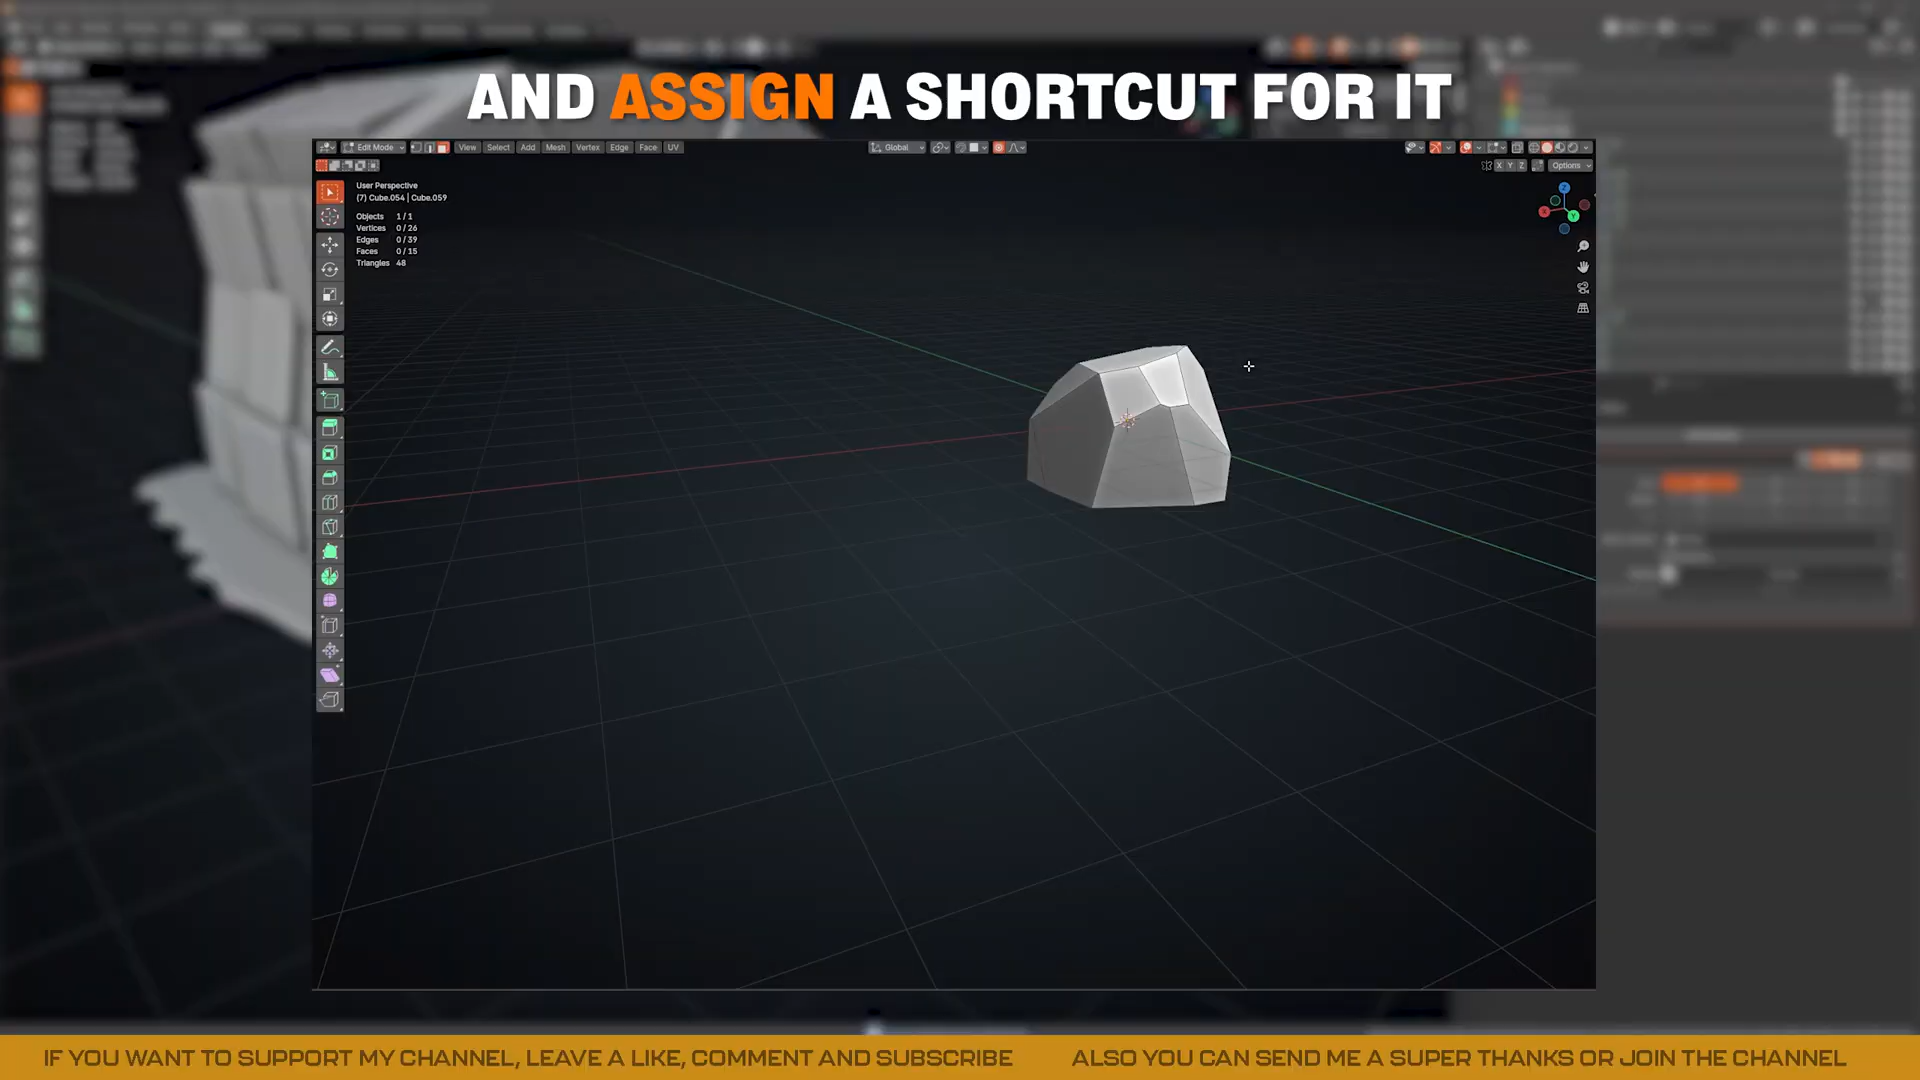 AND ASSIGN A SHORTCUT FOR IT
Edit Mode View Select Add Mesh Vertex Edge Face UV Global
X Y Z Options
User Perspective
(7) Cube.054 | Cube.059
Objects 1 / 1
Vertices 0 / 26
Edges 0 / 39
Faces 0 / 15
Triangles 48
Z
X
Y
IF YOU WANT TO SUPPORT MY CHANNEL, LEAVE A LIKE, COMMENT AND SUBSCRIBE ALSO YOU CAN SEND ME A SUPER THANKS OR JOIN THE CHANNEL